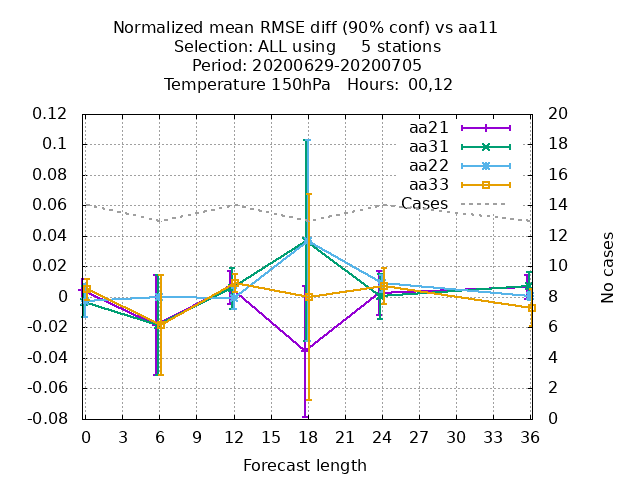 Normalized mean RMSE diff (90% conf) vs aa11
Selection: ALL using     5 stations
Period: 20200629-20200705
Temperature 150hPa   Hours: 00,12
0.12
0.1
0.08
0.06
0.04
0.02
0
-0.02
-0.04
-0.06
-0.08
aa21
aa31
aa22
aa33
Cases
20
18
16
14
12
10
8
6
4
2
0
No cases
0 3 6 9 12 15 18 21 24 27 30 33 36
Forecast length